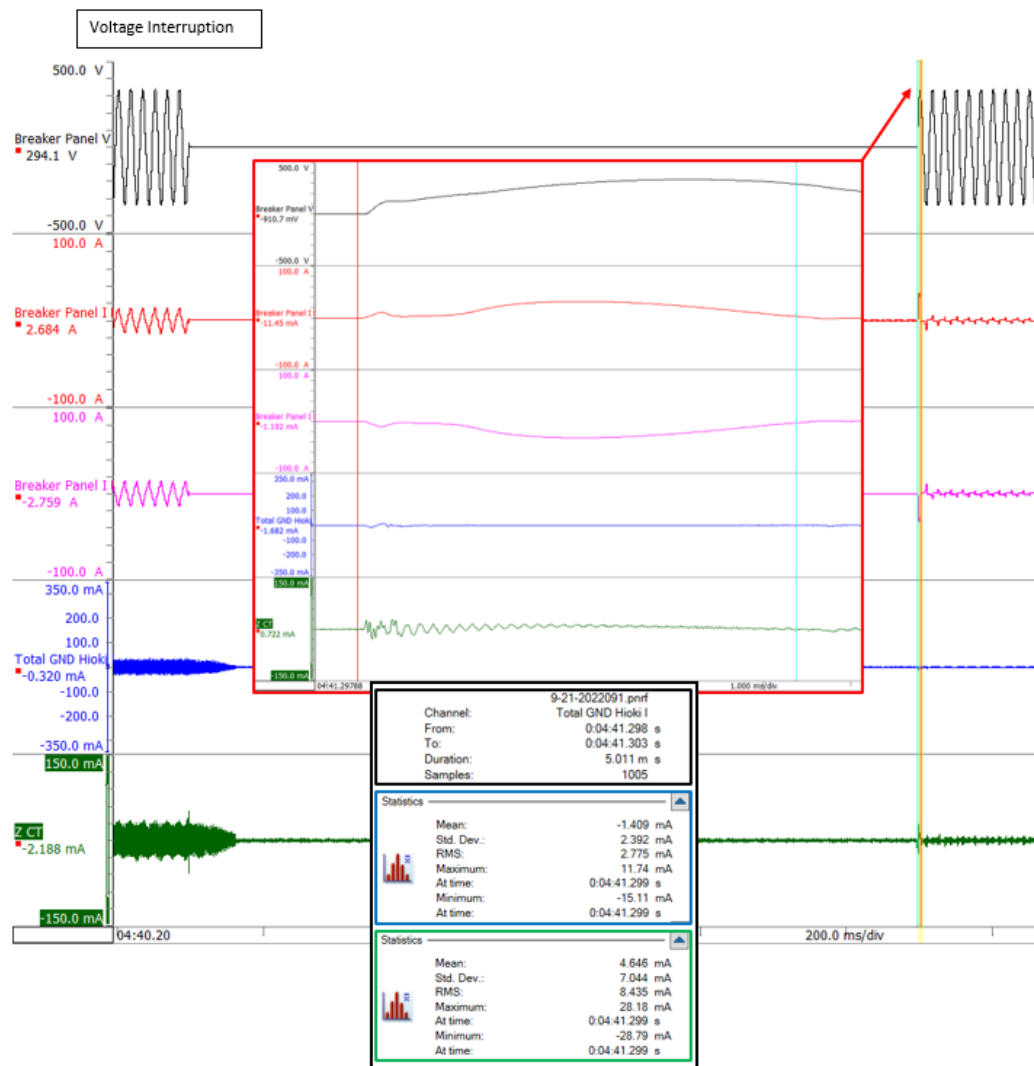 Voltage Interruption
500.0 V
Breaker Panel V
294.1 V
-500.0 V
100.0 A
Breaker Panel I
2.684 A
-100.0 A
100.0 A
Breaker Panel I
-2.759 A
-100.0 A
350.0 mA
200.0
100.0
Total GND Hioki
-0.320 mA
-100.0
-200.0
-350.0 mA
150.0 mA
Z CT
-2.188 mA
-150.0 mA
04:40.20
200.0 ms/div
500.0 V
Breaker Panel V
-910.7 mV
-500.0 V
100.0 A
Breaker Panel I
-11.45 mA
-100.0 A
100.0 A
Breaker Panel I
-1.192 mA
-100.0 A
350.0 mA
200.0
100.0
Total GND Hioki
-1.682 mA
-100.0
-200.0
-350.0 mA
150.0 mA
Z CT
0.722 mA
-150.0 mA
04:41.29788
1.000 ms/div
9-21-2022091.pnrf
Channel: Total GND Hioki I
From: 0:04:41.298 s
To: 0:04:41.303 s
Duration: 5.011 m s
Samples: 1005
Statistics
Mean: -1.409 mA
Std. Dev.: 2.392 mA
RMS: 2.775 mA
Maximum: 11.74 mA
At time: 0:04:41.299 s
Minimum: -15.11 mA
At time: 0:04:41.299 s
Statistics
Mean: 4.646 mA
Std. Dev.: 7.044 mA
RMS: 8.435 mA
Maximum: 28.18 mA
At time: 0:04:41.299 s
Minimum: -28.79 mA
At time: 0:04:41.299 s